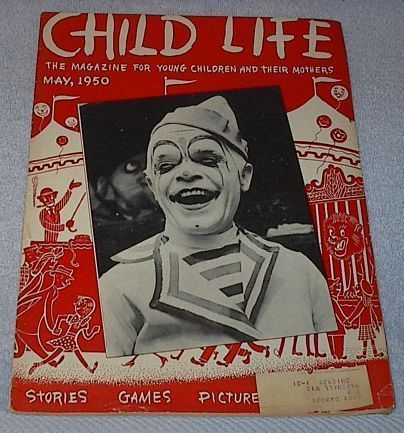 CHILD LIFE
THE MAGAZINE FOR YOUNG CHILDREN AND THEIR MOTHERS
MAY, 1950
STORIES GAMES PICTURE